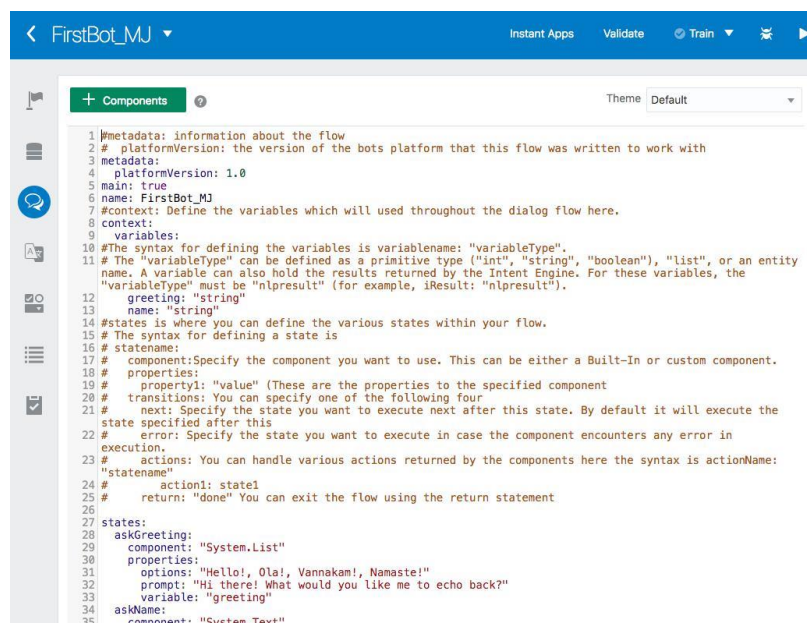 FirstBot_MJ
Instant Apps Validate Train
+ Components ?
Theme Default
1 #metadata: information about the flow
2 # platformVersion: the version of the bots platform that this flow was written to work with
3 metadata:
4 platformVersion: 1.0
5 main: true
6 name: FirstBot_MJ
7 #context: Define the variables which will used throughout the dialog flow here.
8 context:
9 variables:
10 #The syntax for defining the variables is variablename: "variableType".
11 # The "variableType" can be defined as a primitive type ("int", "string", "boolean"), "list", or an entity
name. A variable can also hold the results returned by the Intent Engine. For these variables, the
"variableType" must be "nlpresult" (for example, iResult: "nlpresult").
12 greeting: "string"
13 name: "string"
14 #states is where you can define the various states within your flow.
15 # The syntax for defining a state is
16 # statename:
17 # component:Specify the component you want to use. This can be either a Built-In or custom component.
18 # properties:
19 # property1: "value" (These are the properties to the specified component
20 # transitions: You can specify one of the following four
21 # next: Specify the state you want to execute next after this state. By default it will execute the
state specified after this
22 # error: Specify the state you want to execute in case the component encounters any error in
execution.
23 # actions: You can handle various actions returned by the components here the syntax is actionName:
"statename"
24 # action1: state1
25 # return: "done" You can exit the flow using the return statement
26
27 states:
28 askGreeting:
29 component: "System.List"
30 properties:
31 options: "Hello!, Ola!, Vannakam!, Namaste!"
32 prompt: "Hi there! What would you like me to echo back?"
33 variable: "greeting"
34 askName:
35 component: "System.Text"